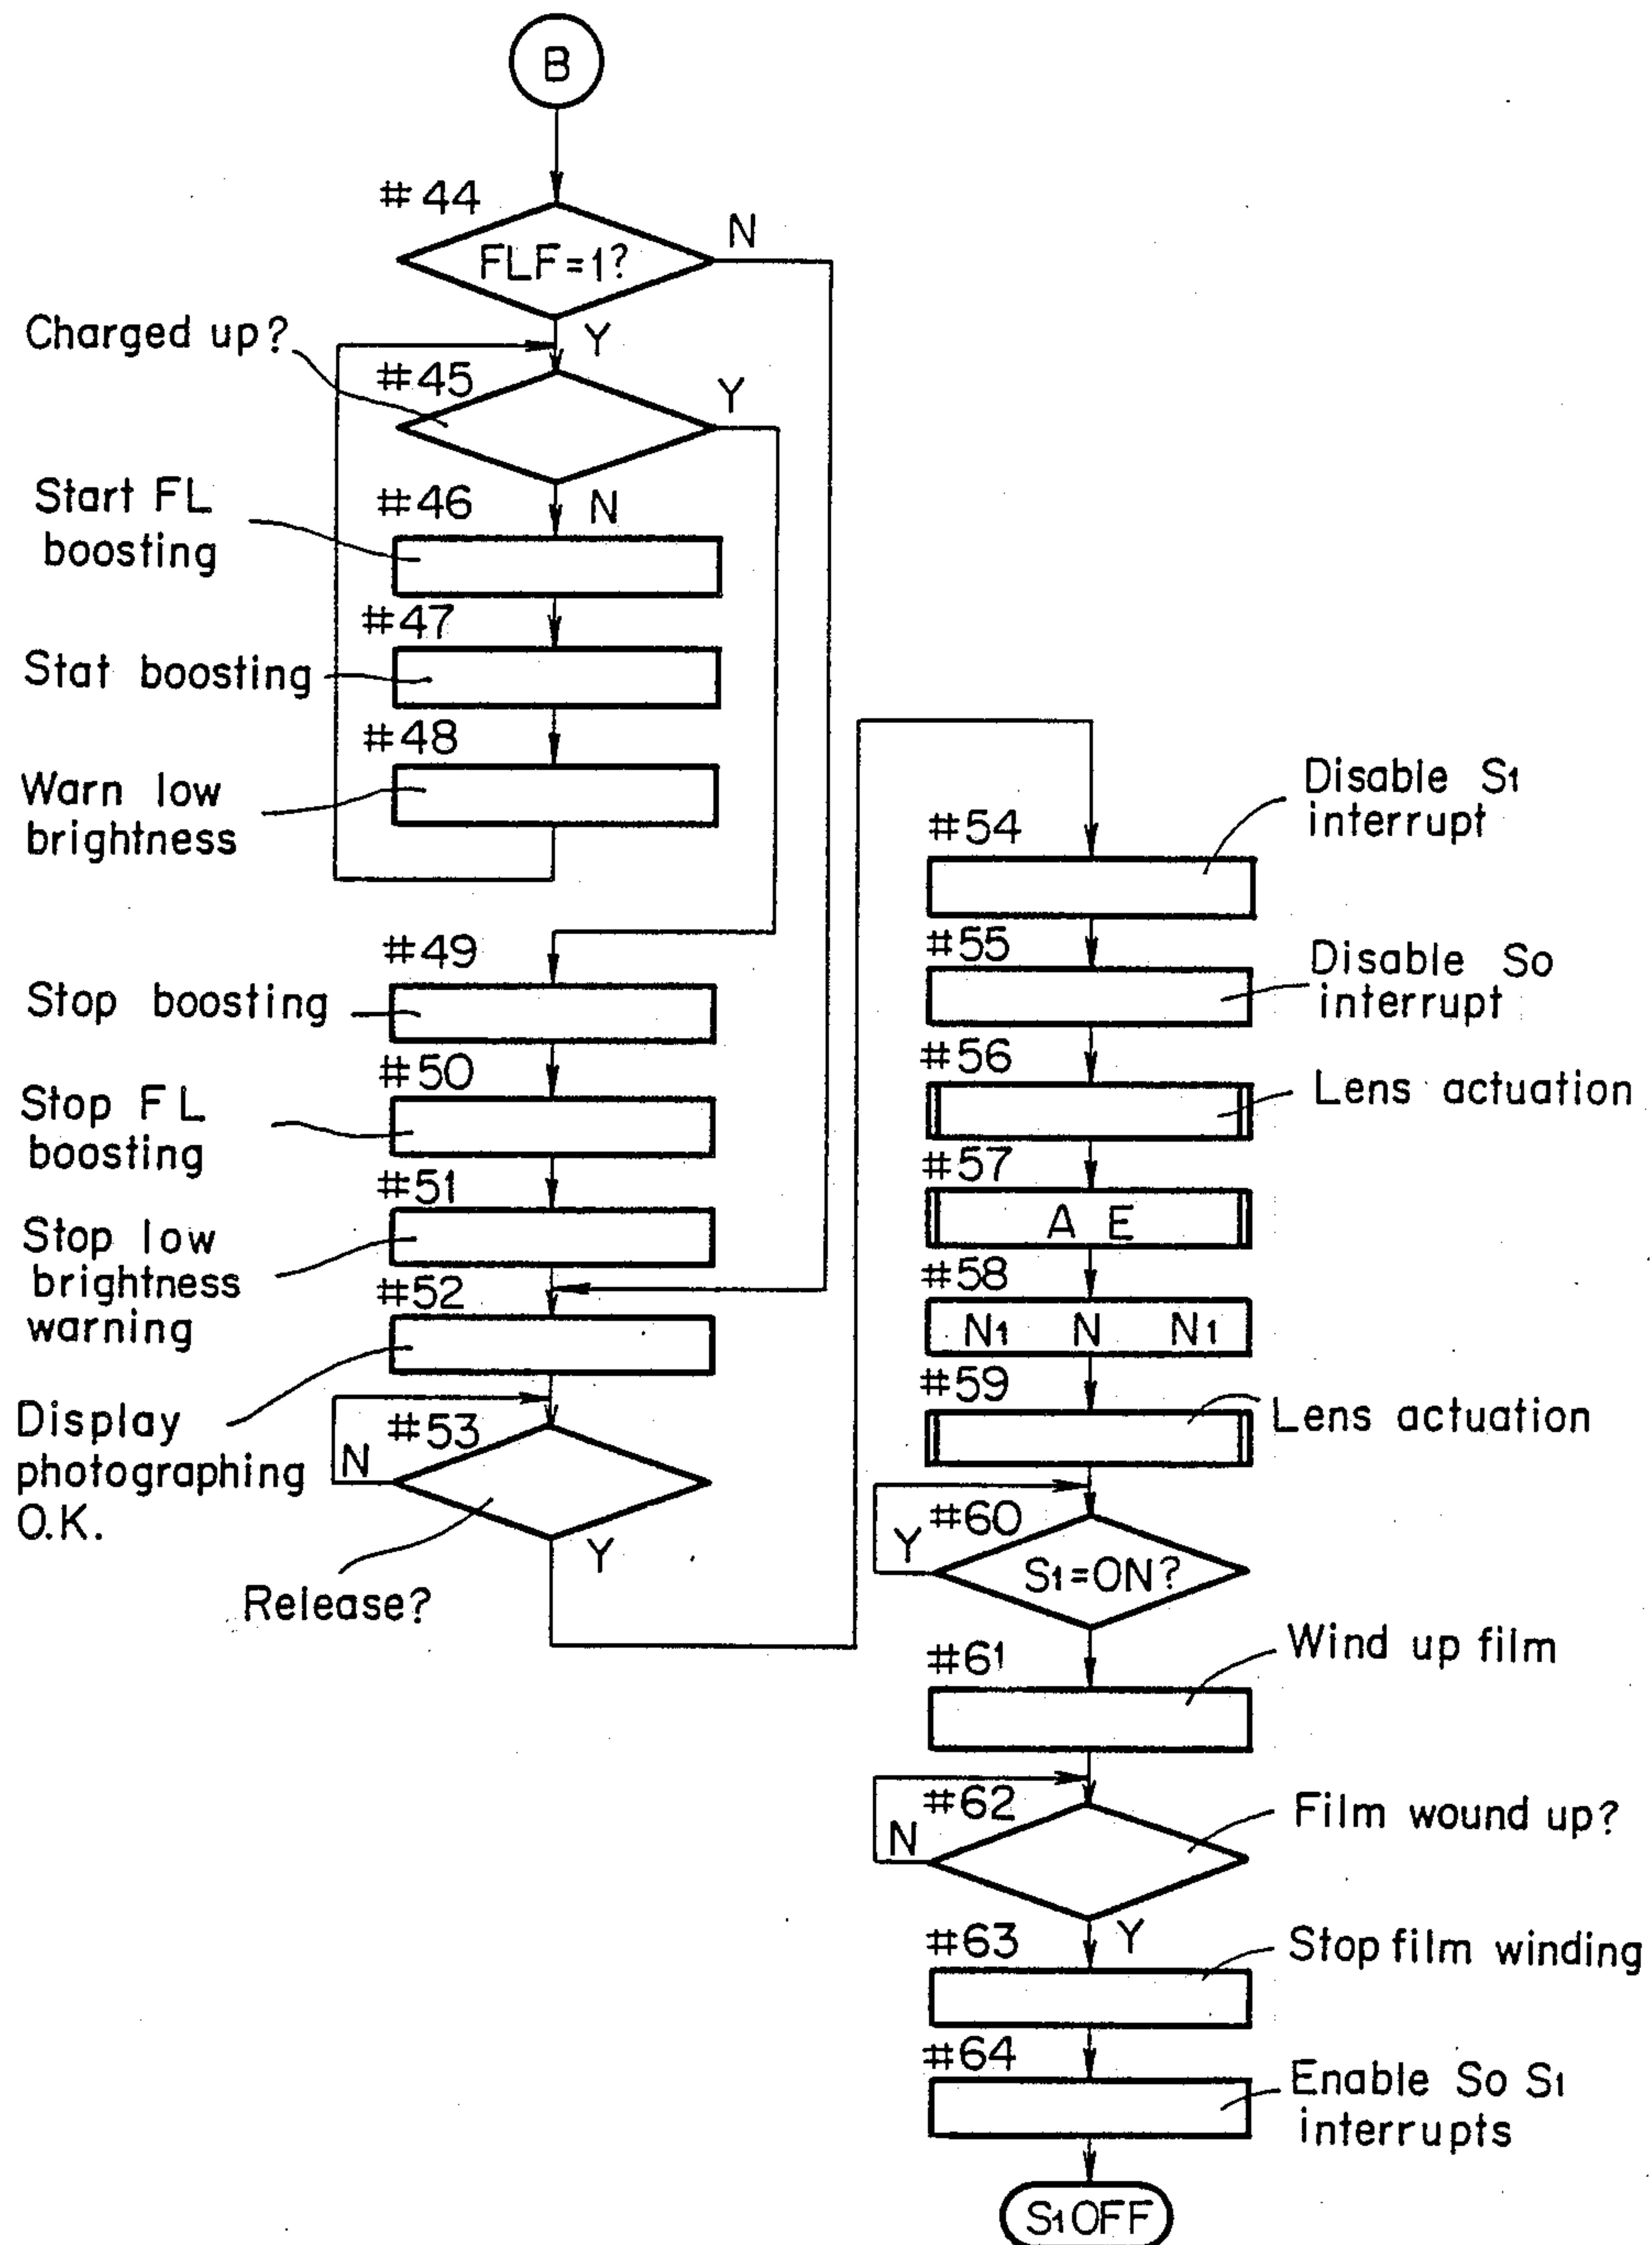 B
#44
FLF=1?
N
Y
Charged up?
#45
Y
N
Start FL
boosting
#46
#47
Stat boosting
#48
Warn low
brightness
#49
Stop boosting
#50
Stop FL
boosting
#51
Stop low
brightness
warning
#52
Display
photographing
O.K.
#53
N
Y
Release?
#54
Disable S1
interrupt
#55
Disable So
interrupt
#56
Lens actuation
#57
A E
#58
N1 N N1
#59
Lens actuation
#60
Y
S1=ON?
#61
Wind up film
#62
N
Film wound up?
Y
#63
Stop film winding
#64
Enable So S1
interrupts
S1OFF